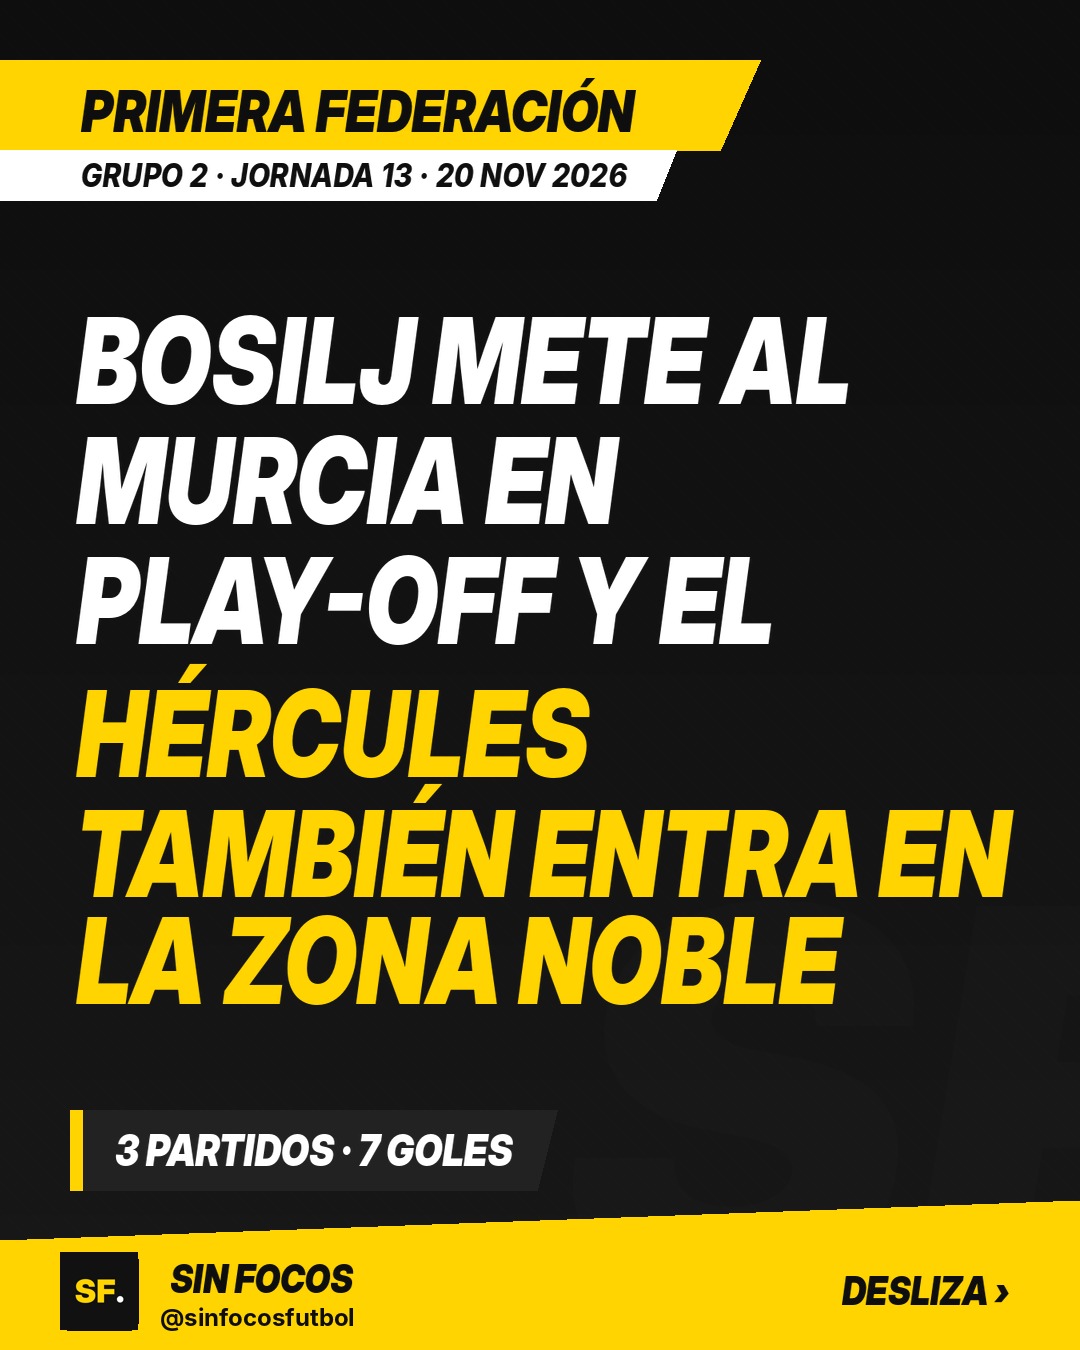 PRIMERA FEDERACIÓN
GRUPO 2 · JORNADA 13 · 20 NOV 2026
BOSILJ METE AL
MURCIA EN
PLAY-OFF Y EL
HÉRCULES
TAMBIÉN ENTRA EN
LA ZONA NOBLE
3 PARTIDOS · 7 GOLES
SF.
SIN FOCOS
@sinfocosfutbol
DESLIZA ›